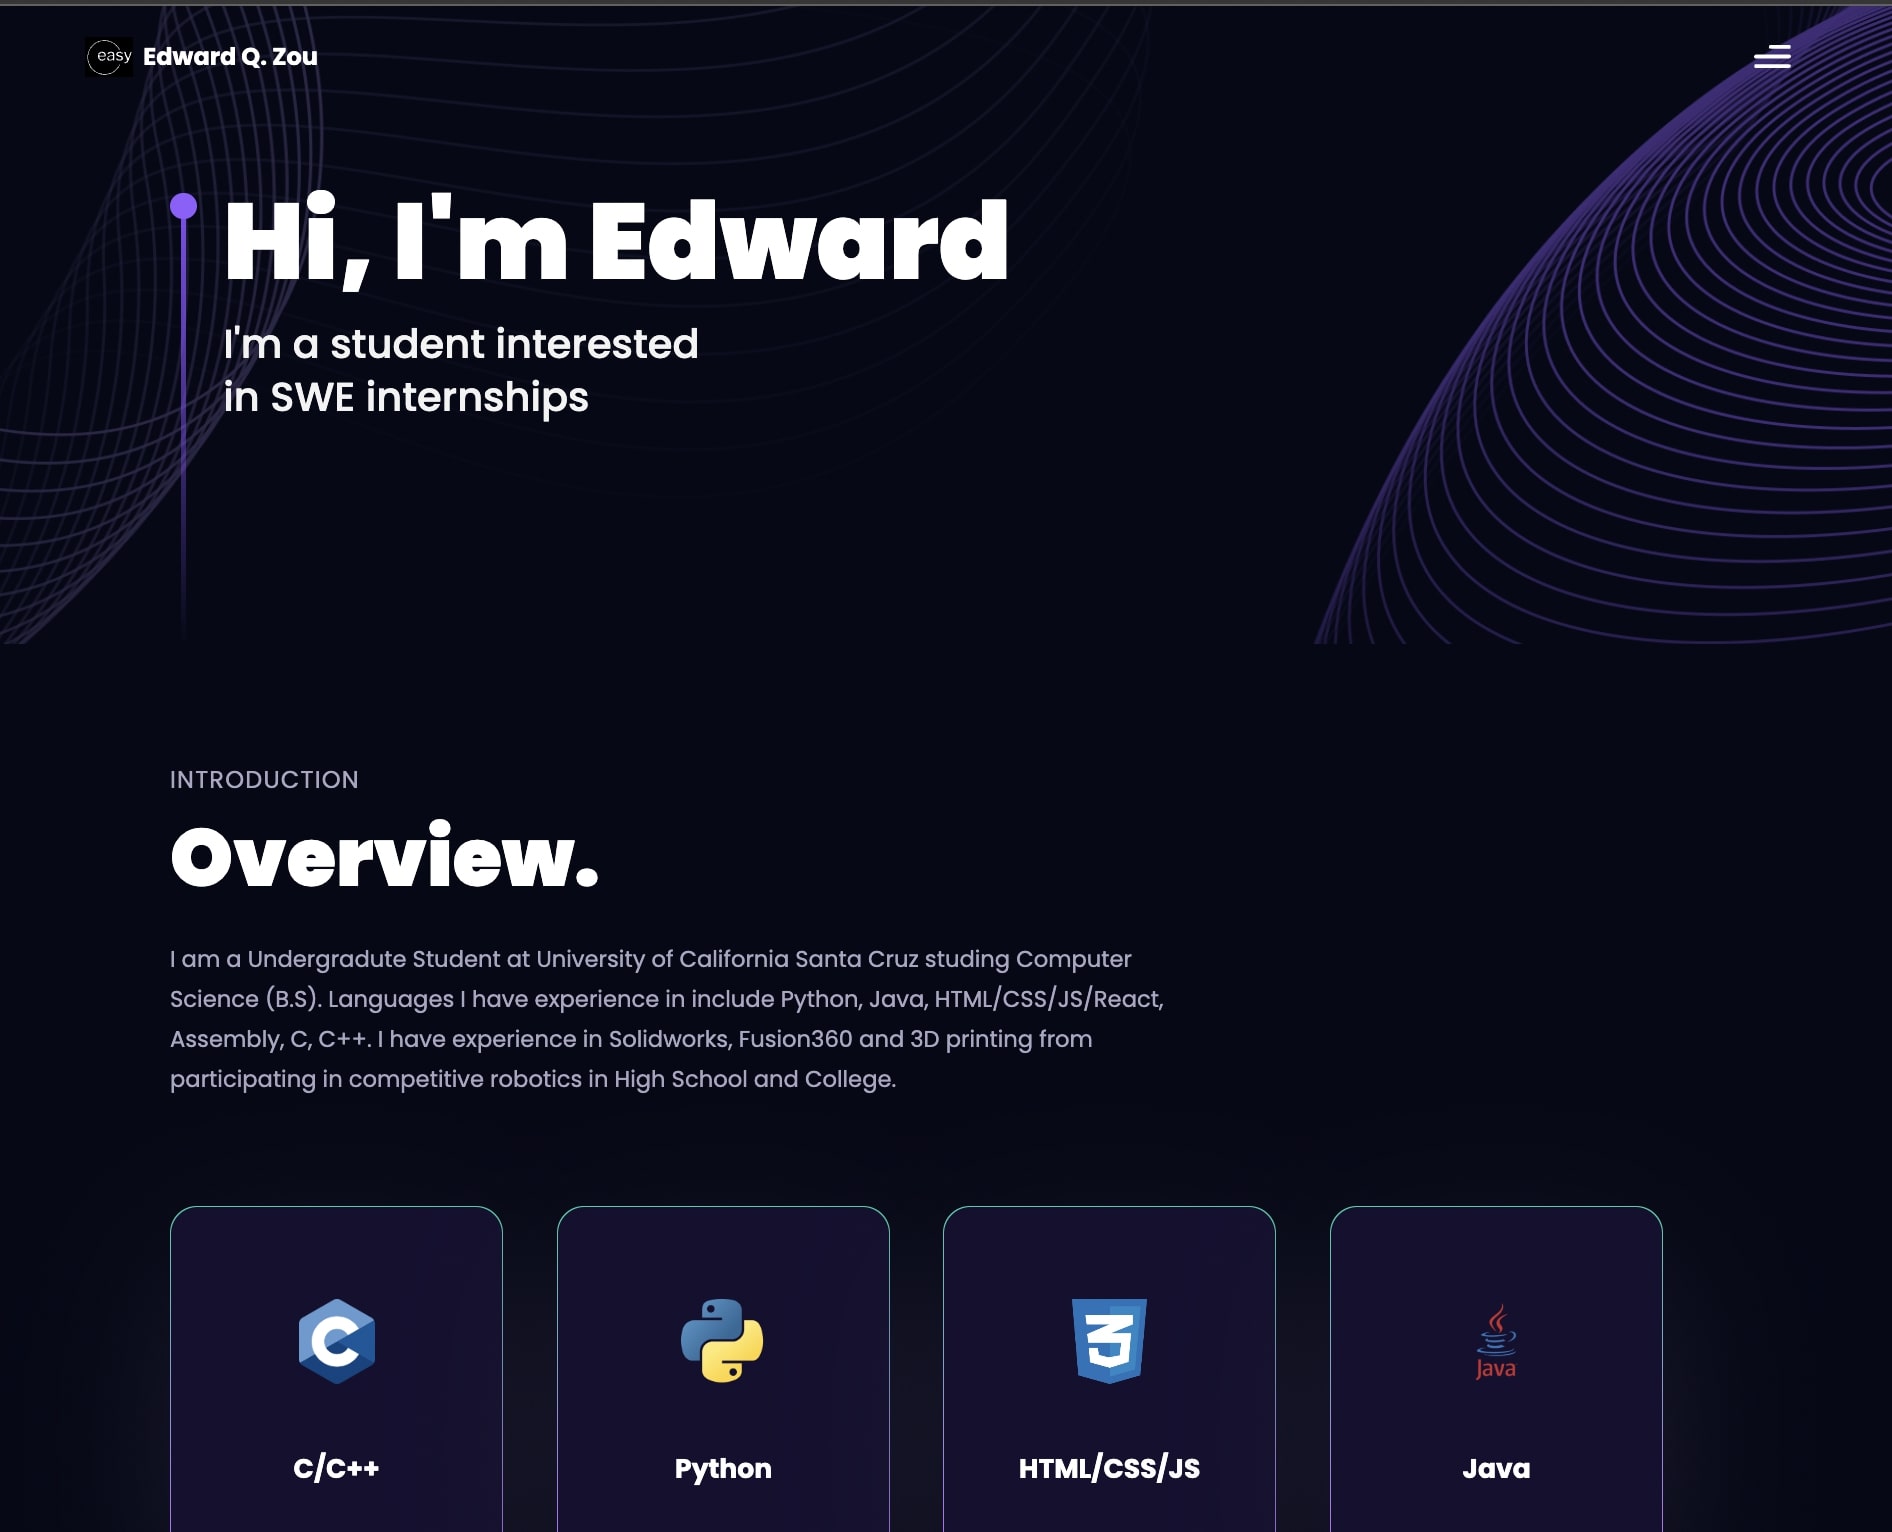 easy Edward Q. Zou
Hi, I'm Edward
I'm a student interested
in SWE internships
INTRODUCTION
Overview.
I am a Undergradute Student at University of California Santa Cruz studing Computer
Science (B.S). Languages I have experience in include Python, Java, HTML/CSS/JS/React,
Assembly, C, C++. I have experience in Solidworks, Fusion360 and 3D printing from
participating in competitive robotics in High School and College.
C
3
Java
C/C++
Python
HTML/CSS/JS
Java